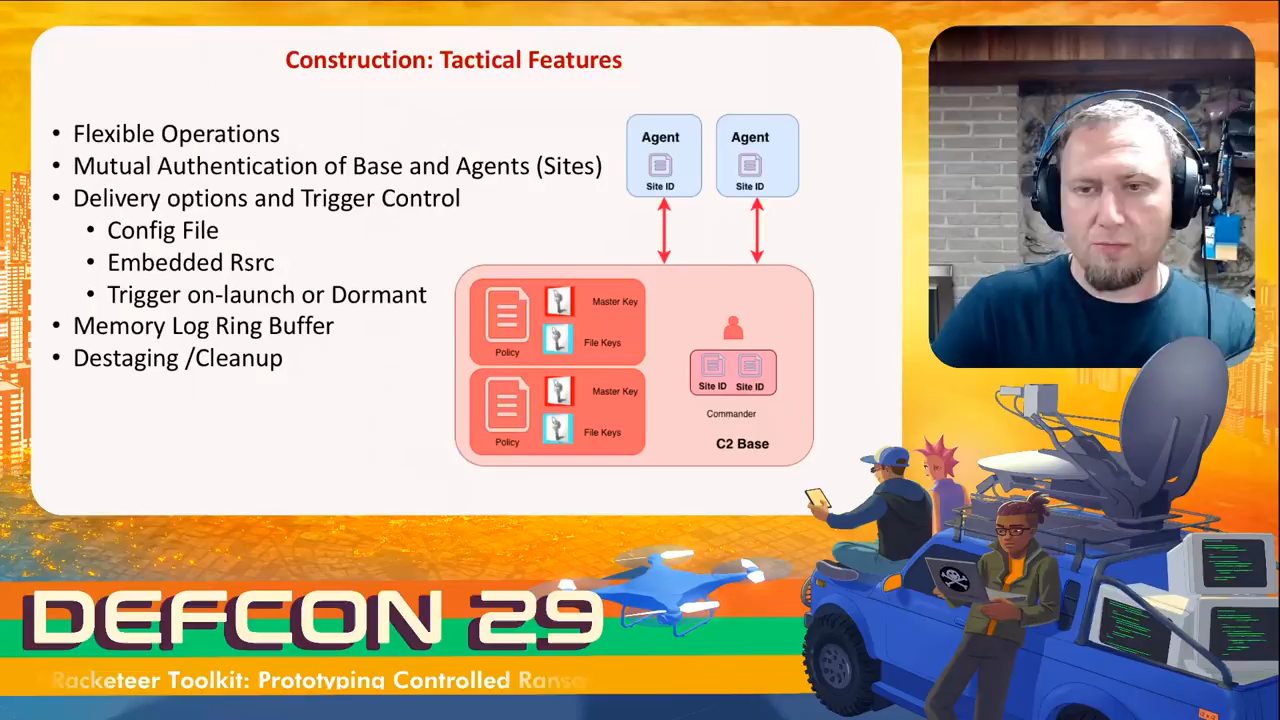 Construction: Tactical Features
• Flexible Operations
• Mutual Authentication of Base and Agents (Sites)
• Delivery options and Trigger Control
• Config File
• Embedded Rsrc
• Trigger on-launch or Dormant
• Memory Log Ring Buffer
• Destaging /Cleanup
Agent
Site ID
Agent
Site ID
Policy
Master Key
File Keys
Policy
Master Key
File Keys
Site ID
Site ID
Commander
C2 Base
DEFCON 29
Racketeer Toolkit: Prototyping Controlled